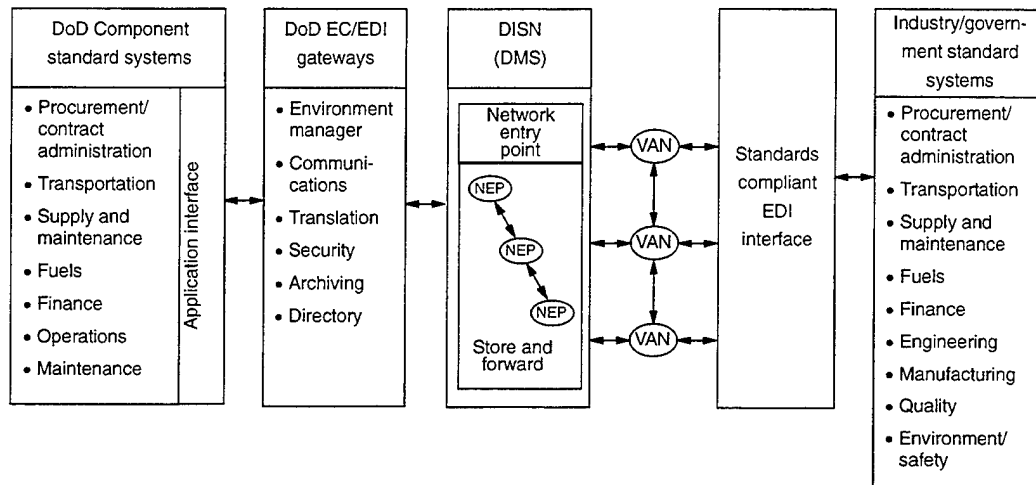 DoD Component
standard systems
• Procurement/
contract
administration
• Transportation
• Supply and
maintenance
• Fuels
• Finance
• Operations
• Maintenance
Application interface
DoD EC/EDI
gateways
• Environment
manager
• Communi-
cations
• Translation
• Security
• Archiving
• Directory
DISN
(DMS)
Network
entry
point
NEP
NEP
NEP
Store and
forward
VAN
VAN
VAN
Standards
compliant
EDI
interface
Industry/govern-
ment standard
systems
• Procurement/
contract
administration
• Transportation
• Supply and
maintenance
• Fuels
• Finance
• Engineering
• Manufacturing
• Quality
• Environment/
safety